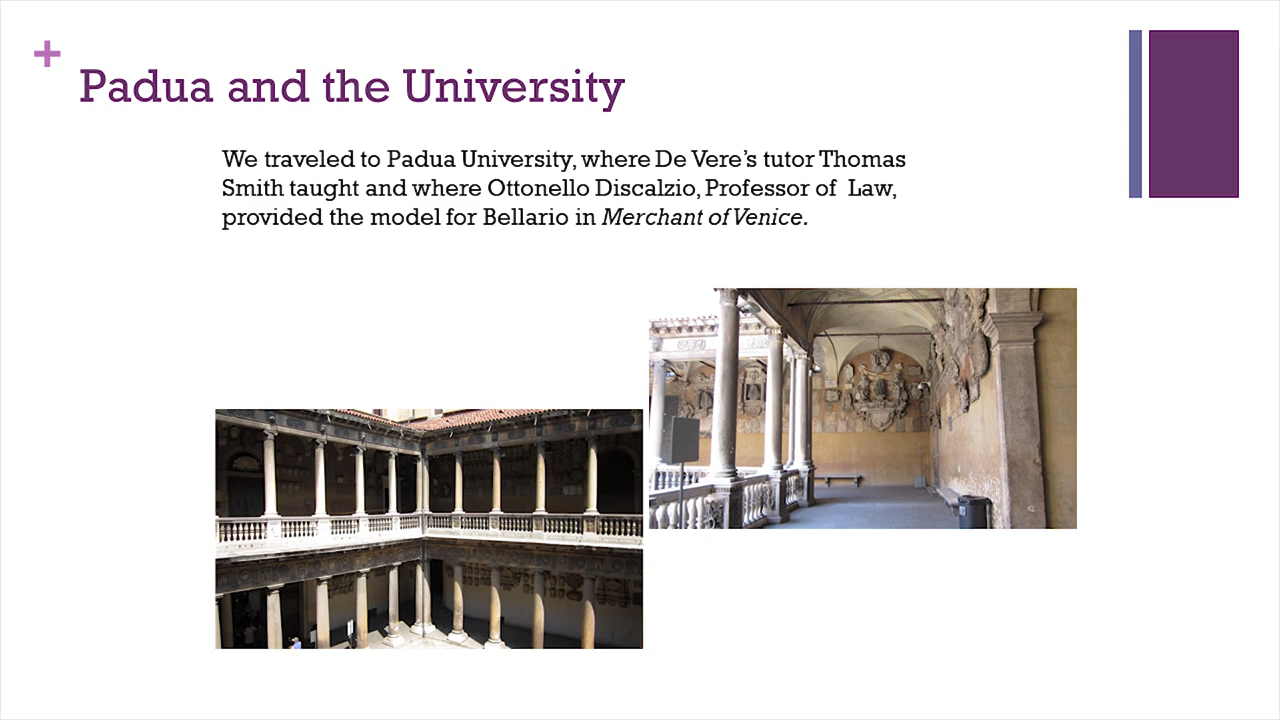 +
Padua and the University
We traveled to Padua University, where De Vere’s tutor Thomas
Smith taught and where Ottonello Discalzio, Professor of  Law,
provided the model for Bellario in Merchant of Venice.